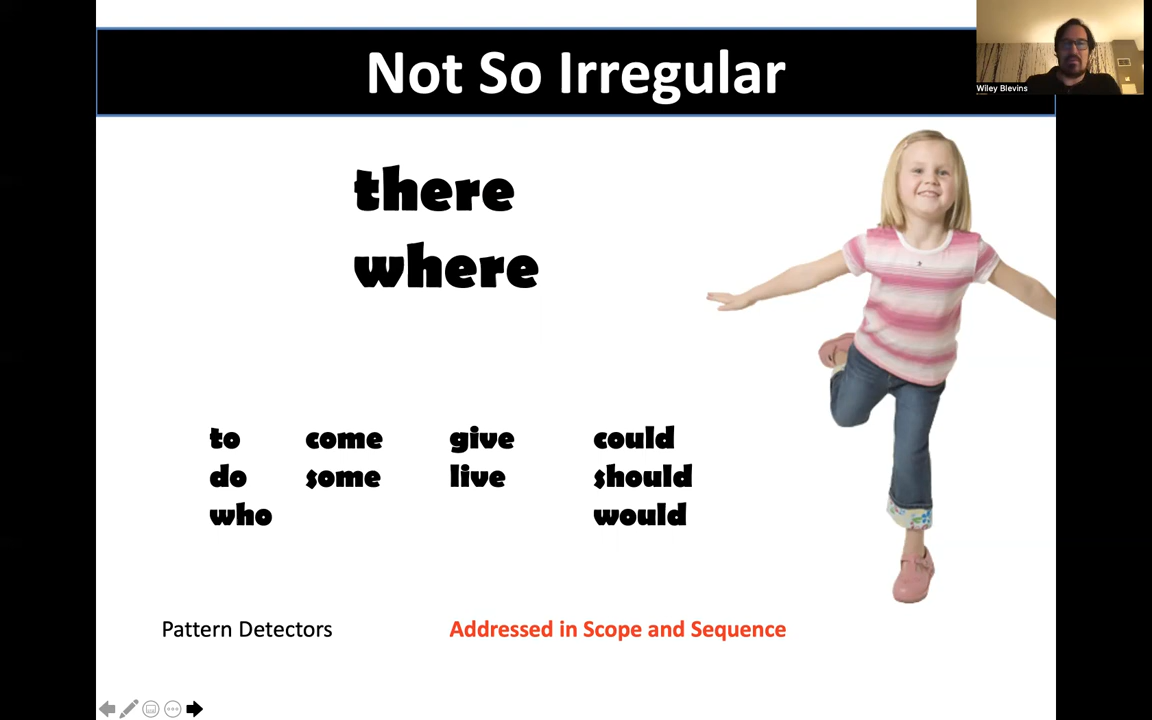 Not So Irregular
Wiley Blevins
there
where
to come give could
do some live should
who would
Pattern Detectors Addressed in Scope and Sequence